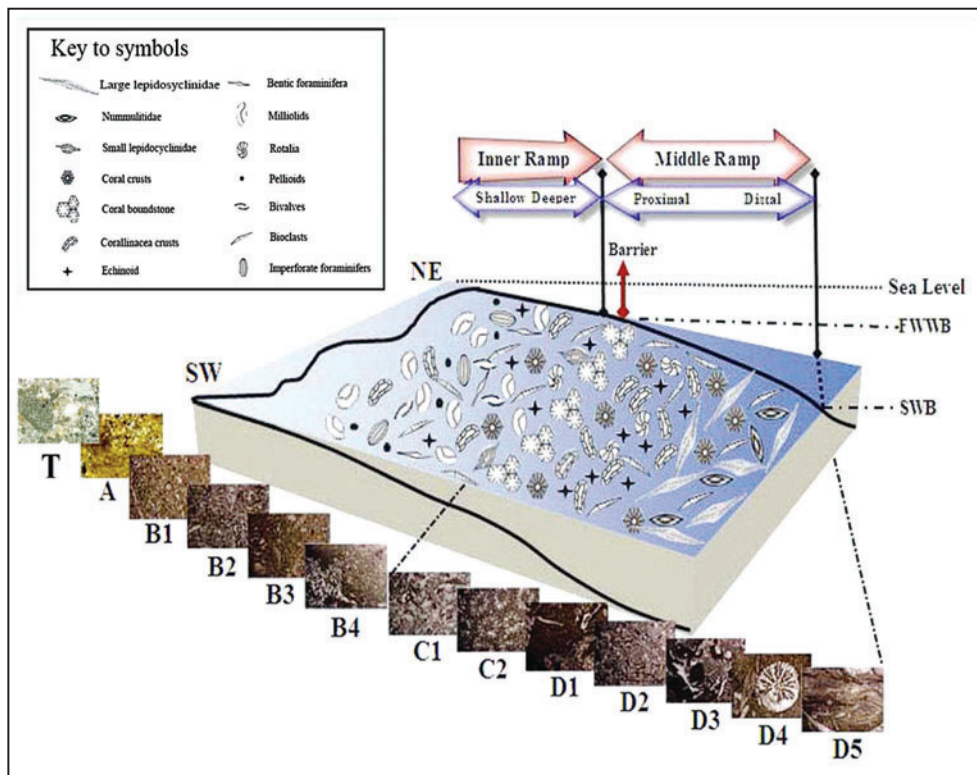 Key to symbols
Large lepidosyclinidae
Bentic foraminifera
Nummulitidae
Milliolids
Small lepidocyclinidae
Rotalia
Coral crusts
Pellioids
Coral boundstone
Bivalves
Corallinacea crusts
Bioclasts
Echinoid
Imperforate foraminifers
Inner Ramp
Middle Ramp
Shallow Deeper
Proximal
Distal
Barrier
NE
Sea Level
FWWB
SW
SWB
T
A
B1
B2
B3
B4
C1
C2
D1
D2
D3
D4
D5